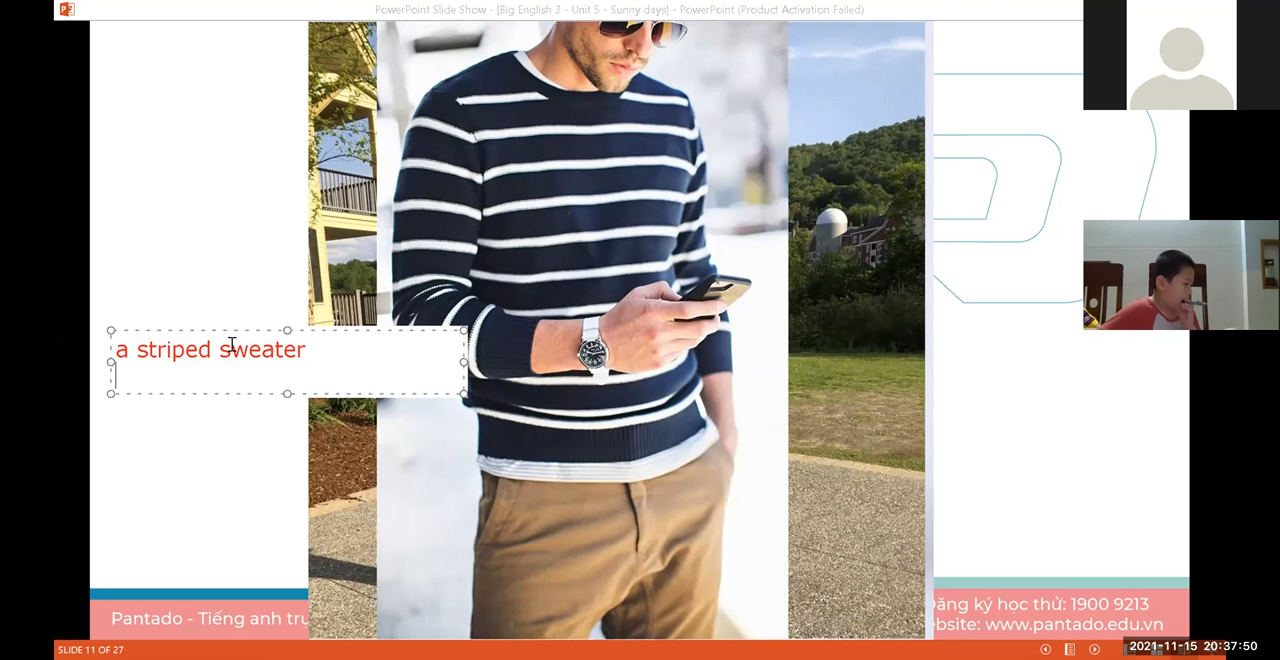 PowerPoint Slide Show - [Big English 3 - Unit 5 - Sunny days] - PowerPoint (Product Activation Failed)
a striped sweater
Pantado - Tiếng anh trự
Đăng ký học thử: 1900 9213
ebsite: www.pantado.edu.vn
SLIDE 11 OF 27
2021-11-15 20:37:50